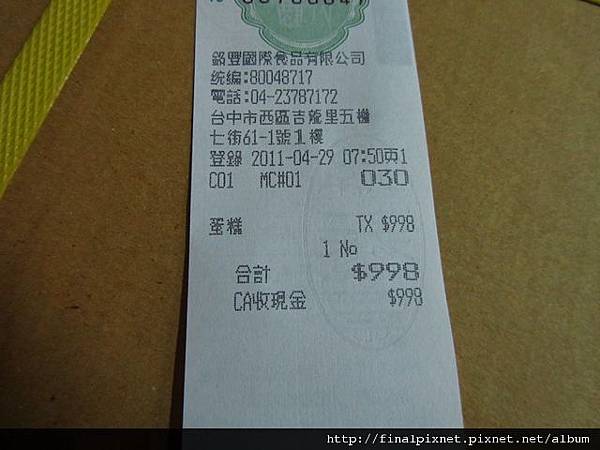 銘豐國際食品有限公司
統編:80048717
電話:04-23787172
台中市西區吉龍里五權
七街61-1號1樓
登錄 2011-04-29 07:50頁1
C01 MC#01 030
蛋糕 TX $998
1 No
合計 $998
CA收現金 $998
http://finalpixnet.pixnet.net/album